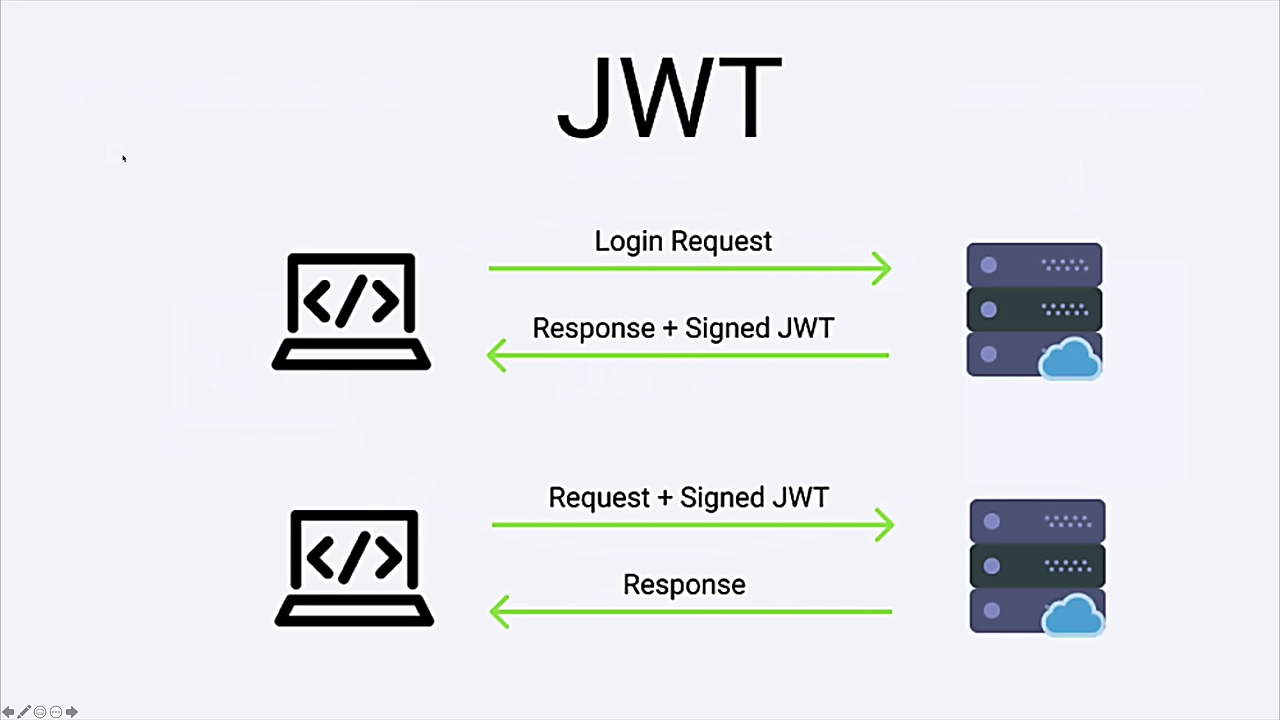 JWT
Login Request
Response + Signed JWT
Request + Signed JWT
Response